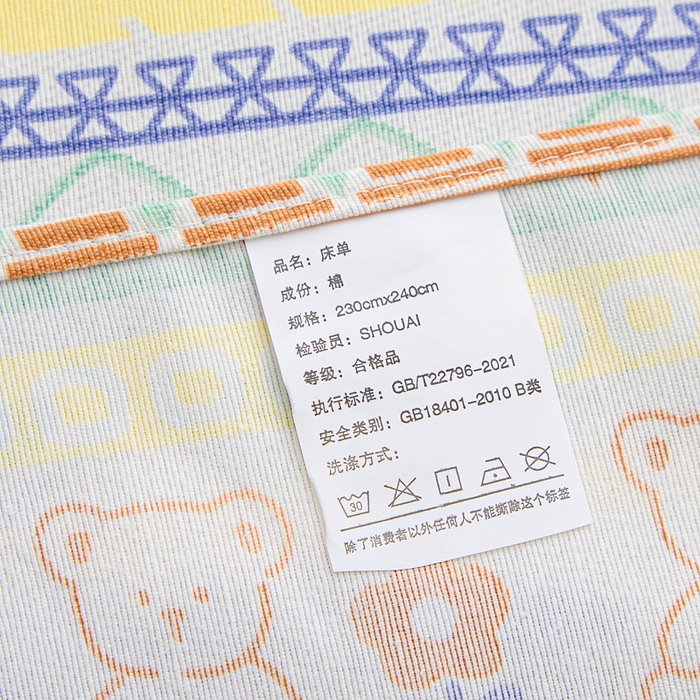 品名：床单
成份：棉
规格：230cmx240cm
检验员：SHOUAI
等级：合格品
执行标准：GB/T22796-2021
安全类别：GB18401-2010 B类
洗涤方式：
30
除了消费者以外任何人不能撕除这个标签